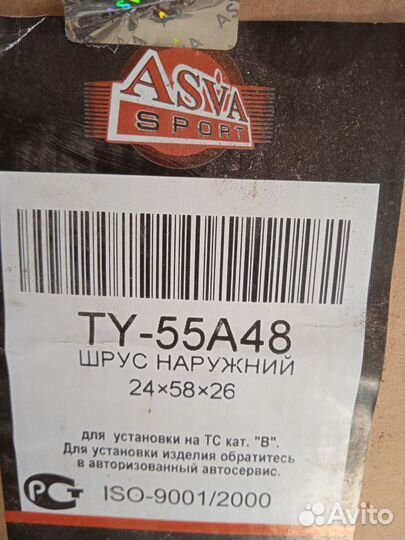 ASVA
SPORT
TY-55A48
ШРУС НАРУЖНИЙ
24×58×26
для установки на ТС кат. "В".
Для установки изделия обратитесь
в авторизованный автосервис.
РСТ ISO-9001/2000
Avito